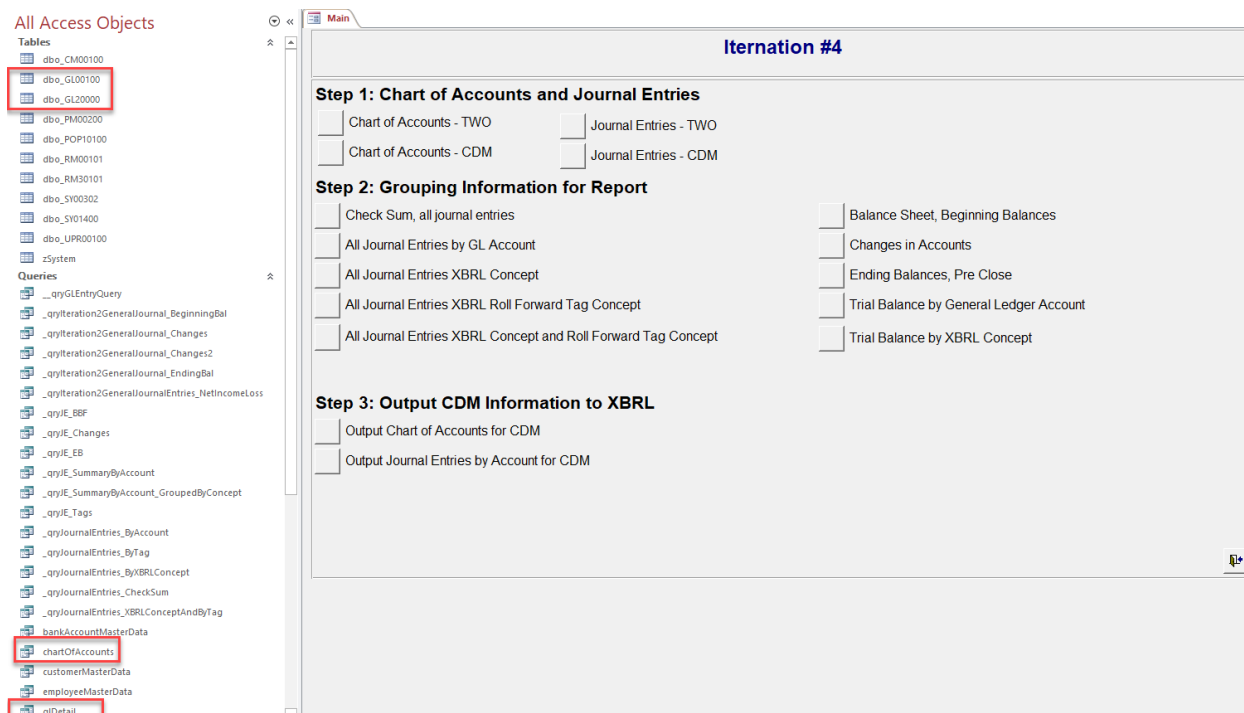 All Access Objects
Tables
dbo_CM00100
dbo_GL00100
dbo_GL20000
dbo_PM00200
dbo_POP10100
dbo_RM00101
dbo_RM30101
dbo_SY00302
dbo_SY01400
dbo_UPR00100
zSystem
Queries
__qryGLEntryQuery
_qryIteration2GeneralJournal_BeginningBal
_qryIteration2GeneralJournal_Changes
_qryIteration2GeneralJournal_Changes2
_qryIteration2GeneralJournal_EndingBal
_qryIteration2GeneralJournalEntries_NetIncomeLoss
_qryJE_BBF
_qryJE_Changes
_qryJE_EB
_qryJE_SummaryByAccount
_qryJE_SummaryByAccount_GroupedByConcept
_qryJE_Tags
_qryJournalEntries_ByAccount
_qryJournalEntries_ByTag
_qryJournalEntries_ByXBRLConcept
_qryJournalEntries_CheckSum
_qryJournalEntries_XBRLConceptAndByTag
bankAccountMasterData
chartOfAccounts
customerMasterData
employeeMasterData
glDetail
Main
Iternation #4
Step 1: Chart of Accounts and Journal Entries
Chart of Accounts - TWO
Journal Entries - TWO
Chart of Accounts - CDM
Journal Entries - CDM
Step 2: Grouping Information for Report
Check Sum, all journal entries
Balance Sheet, Beginning Balances
All Journal Entries by GL Account
Changes in Accounts
All Journal Entries XBRL Concept
Ending Balances, Pre Close
All Journal Entries XBRL Roll Forward Tag Concept
Trial Balance by General Ledger Account
All Journal Entries XBRL Concept and Roll Forward Tag Concept
Trial Balance by XBRL Concept
Step 3: Output CDM Information to XBRL
Output Chart of Accounts for CDM
Output Journal Entries by Account for CDM